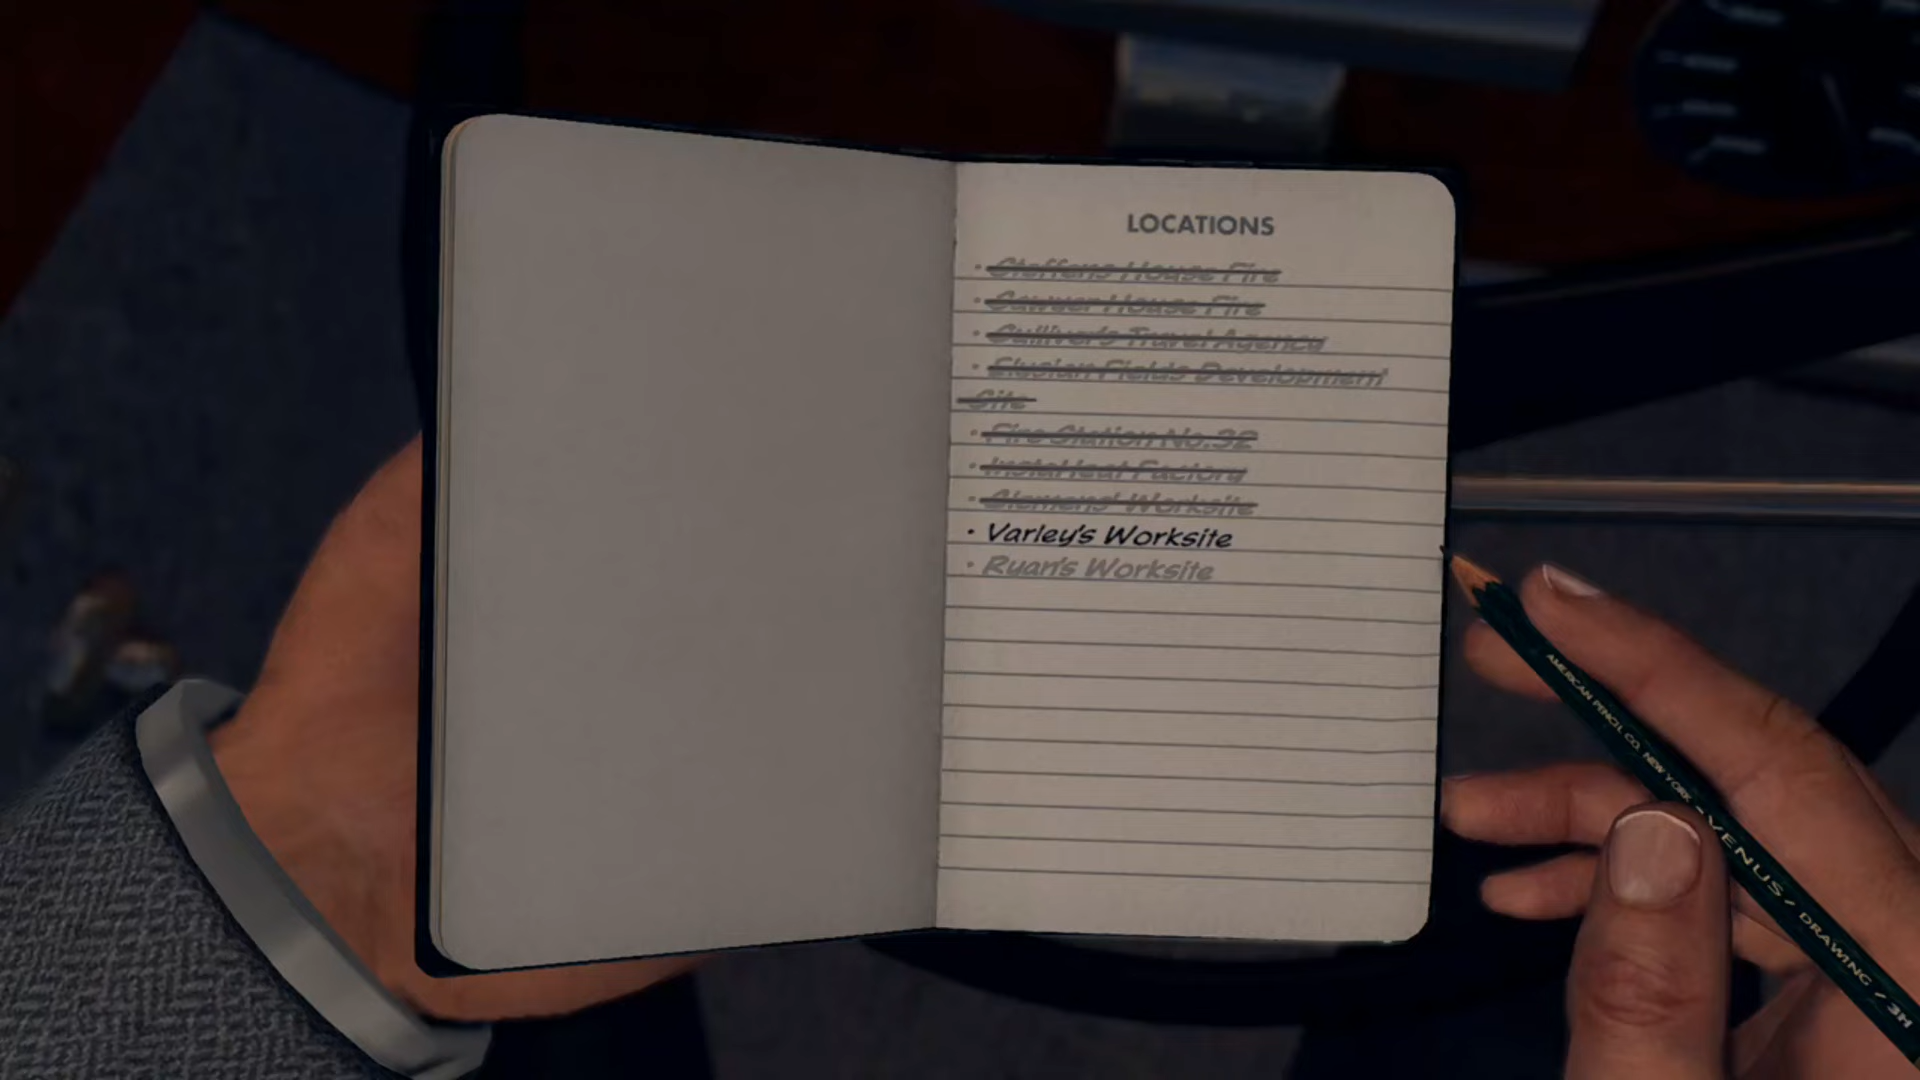 LOCATIONS
· Steffens House Fire
· Sawyer House Fire
· Gulliver's Travel Agency
· Elysian Fields Development
Site
· Fire Station No.32
· InstaHeat Factory
· Clemens' Worksite
· Varley's Worksite
· Ryan's Worksite
AMERICAN PENCIL CO. NEW YORK VENUS / DRAWING / 3H